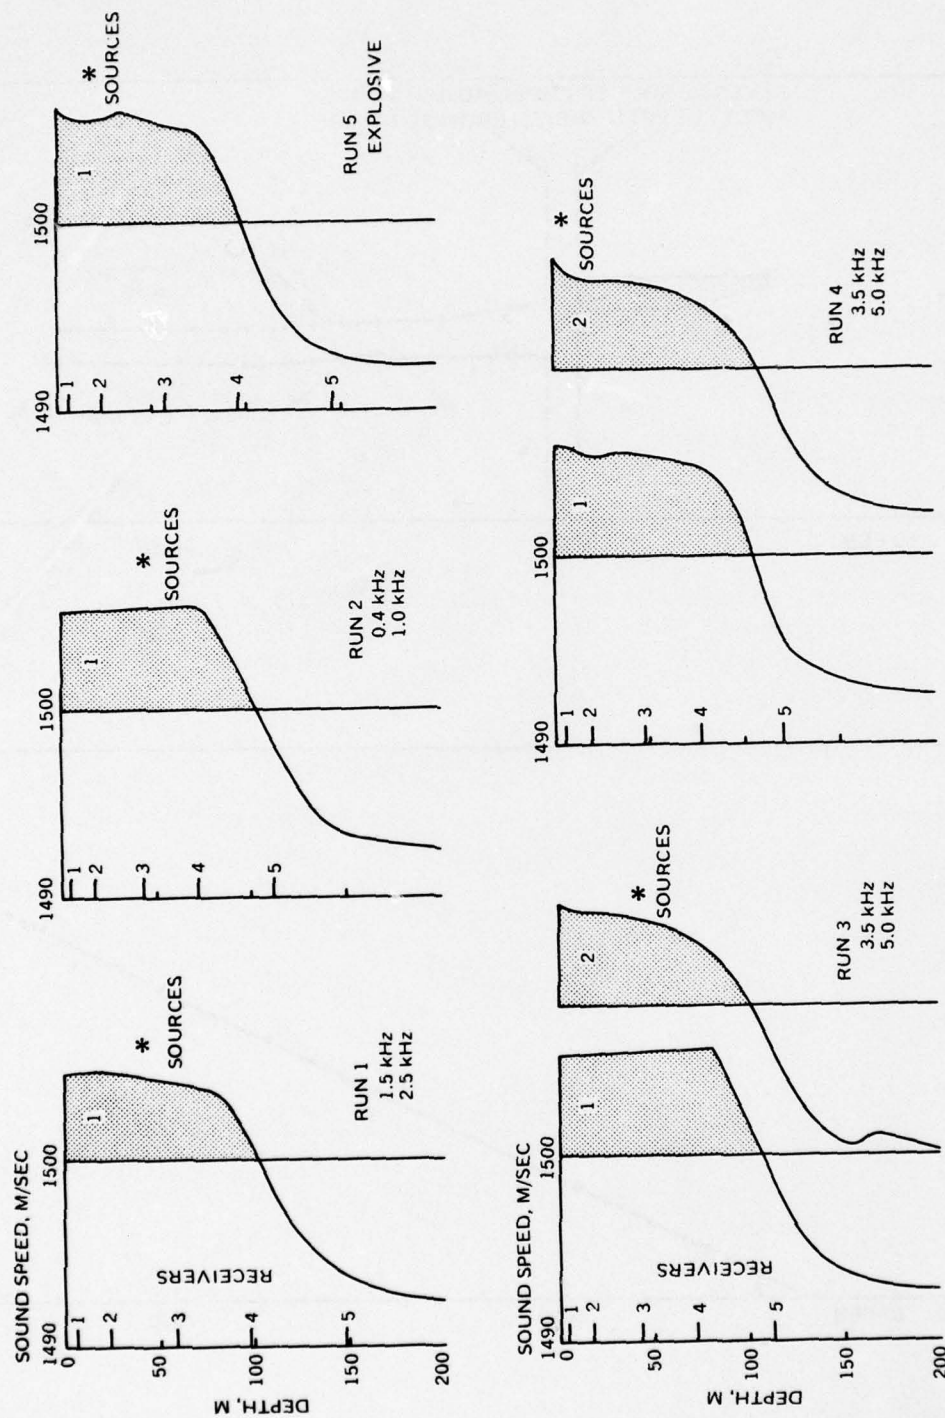 SOUND SPEED, M/SEC
1490
1500
0
50
100
150
200
DEPTH, M
1
2
3
4
5
RECEIVERS
1
*
SOURCES
RUN 1
1.5 kHz
2.5 kHz
1490
1500
1
2
3
4
5
1
*
SOURCES
RUN 2
0.4 kHz
1.0 kHz
1490
1500
1
2
3
4
5
1
*
SOURCES
RUN 5
EXPLOSIVE
SOUND SPEED, M/SEC
1490
1500
0
50
100
150
200
DEPTH, M
1
2
3
4
5
RECEIVERS
1
2
*
SOURCES
RUN 3
3.5 kHz
5.0 kHz
1490
1500
1
2
3
4
5
1
2
*
SOURCES
RUN 4
3.5 kHz
5.0 kHz